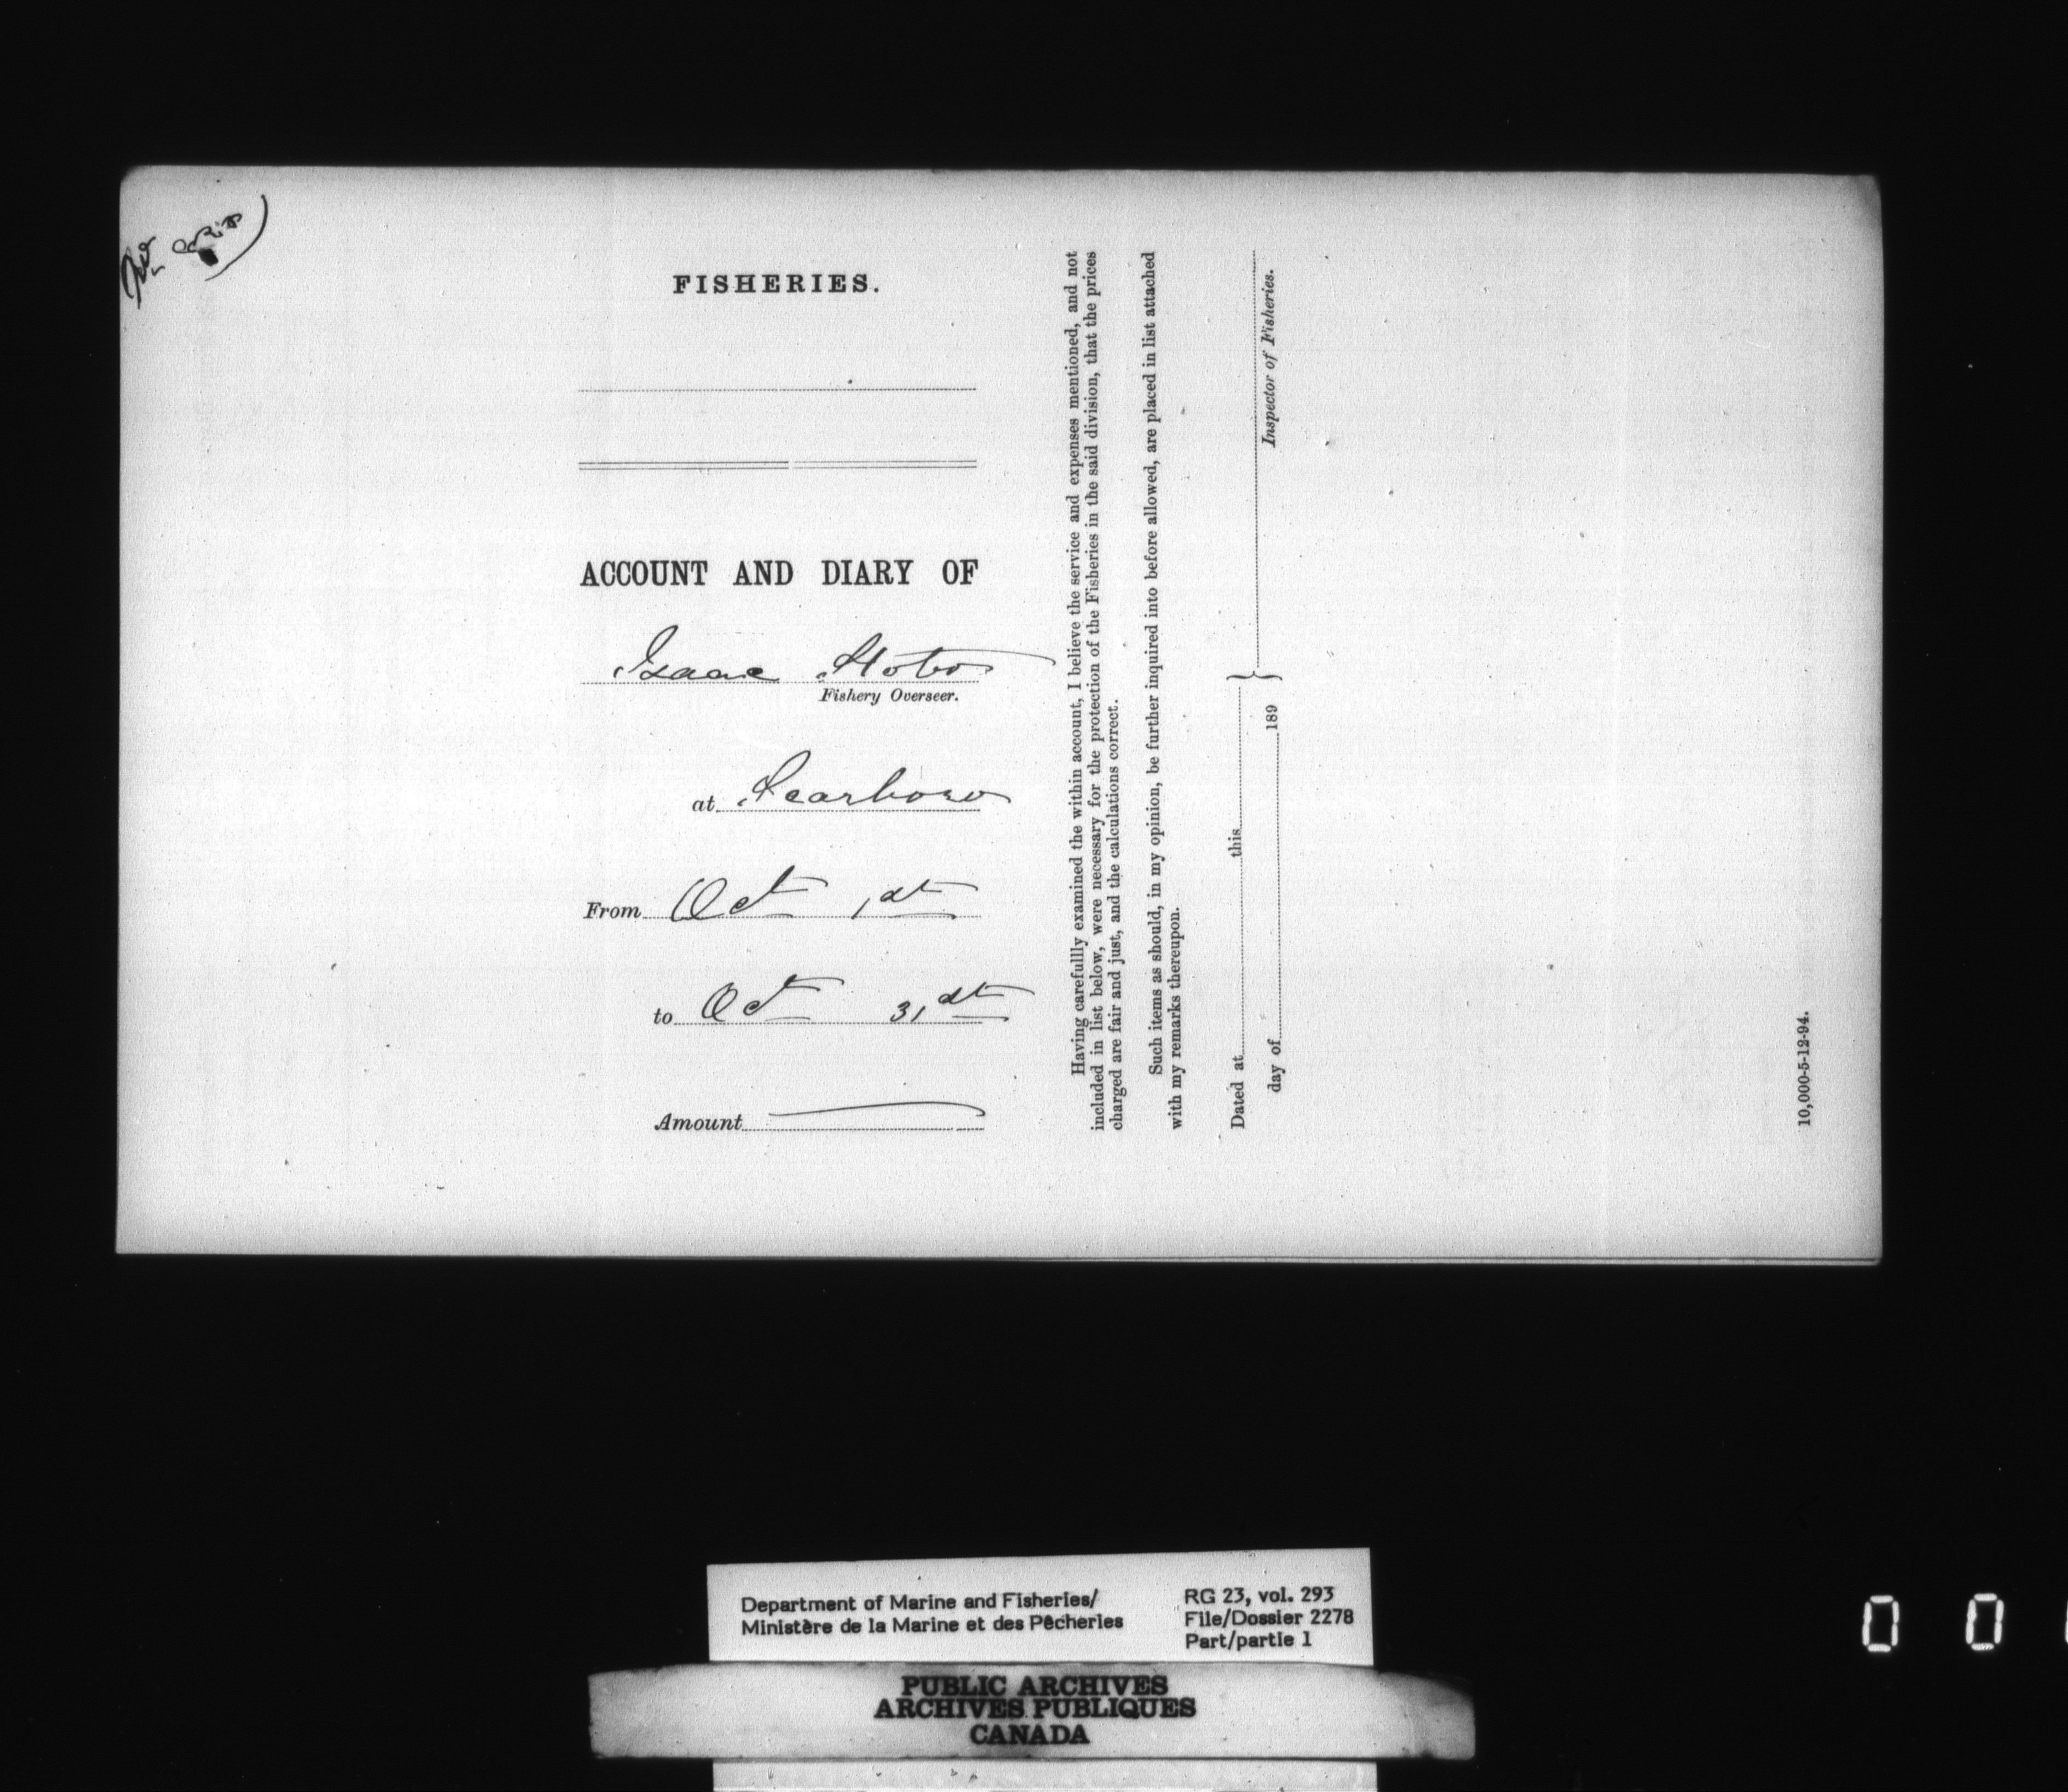 FISHERIES.
ACCOUNT AND DIARY OF
Isaac Stobo
Fishery Overseer.
at Scarboro
From Oct 1st
to Oct 31st
Amount
Having carefully examined the within account, I believe the service and expenses mentioned, and not
included in list below, were necessary for the protection of the Fisheries in the said division, that the prices
charged are fair and just, and the calculations correct.
Such items as should, in my opinion, be further inquired into before allowed, are placed in list attached
with my remarks thereupon.
Dated at this
day of 189
Inspector of Fisheries.
10,000-5-12-94.
Department of Marine and Fisheries/
Ministère de la Marine et des Pêcheries
RG 23, vol. 293
File/Dossier 2278
Part/partie 1
PUBLIC ARCHIVES
ARCHIVES PUBLIQUES
CANADA
0 0